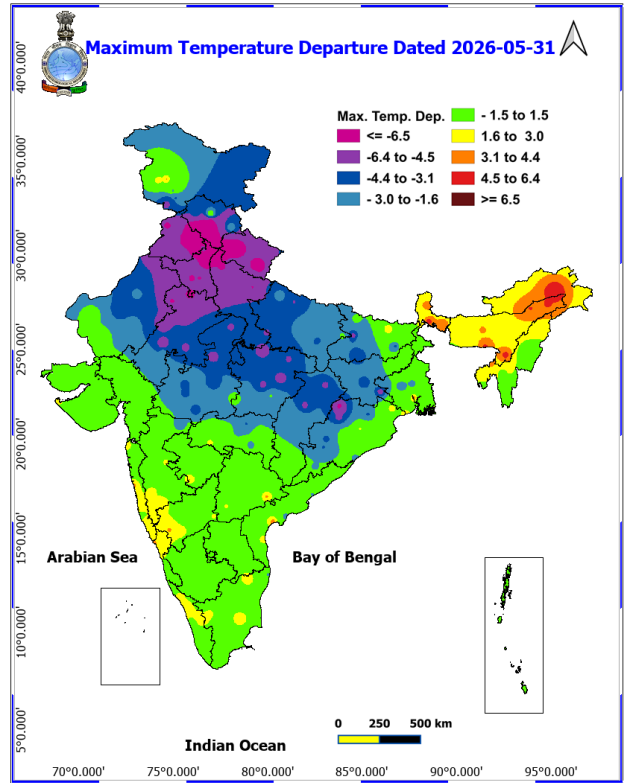 Maximum Temperature Departure Dated 2026-05-31
Max. Temp. Dep.
<= -6.5
-6.4 to -4.5
-4.4 to -3.1
- 3.0 to -1.6
- 1.5 to 1.5
1.6 to 3.0
3.1 to 4.4
4.5 to 6.4
>= 6.5
40°0.000'
35°0.000'
30°0.000'
25°0.000'
20°0.000'
15°0.000'
10°0.000'
5°0.000'
Arabian Sea
Bay of Bengal
Indian Ocean
0 250 500 km
70°0.000' 75°0.000' 80°0.000' 85°0.000' 90°0.000' 95°0.000'